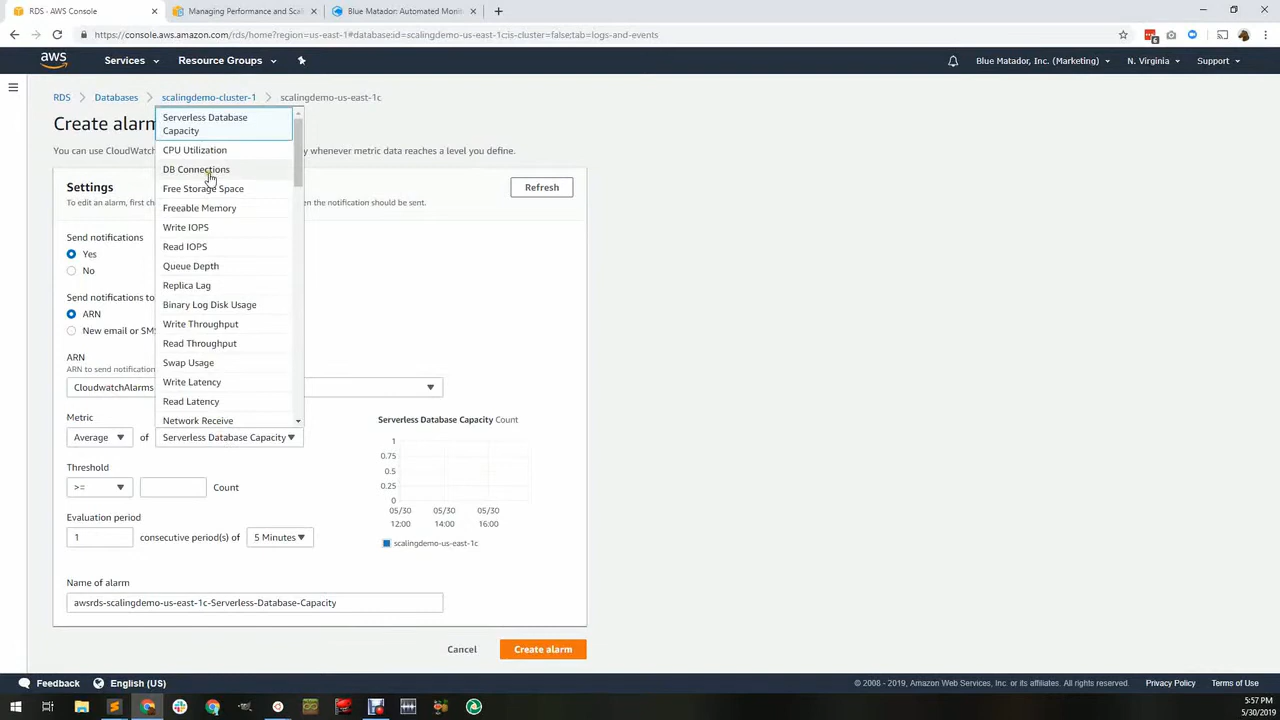 RDS - AWS Console
Managing Performance and Scal
Blue Matador: Automated Monit
https://console.aws.amazon.com/rds/home?region=us-east-1#database:id=scalingdemo-us-east-1c;is-cluster=false;tab=logs-and-events
aws
Services
Resource Groups
Blue Matador, Inc. (Marketing)
N. Virginia
Support
RDS
Databases
scalingdemo-cluster-1
scalingdemo-us-east-1c
Create alarm
You can use CloudWatch
y whenever metric data reaches a level you define.
Settings
Refresh
To edit an alarm, first ch
en the notification should be sent.
Send notifications
Yes
No
Send notifications to
ARN
New email or SMS
ARN
ARN to send notification
CloudwatchAlarms
Metric
Average
of
Serverless Database Capacity
Serverless Database
Capacity
CPU Utilization
DB Connections
Free Storage Space
Freeable Memory
Write IOPS
Read IOPS
Queue Depth
Replica Lag
Binary Log Disk Usage
Write Throughput
Read Throughput
Swap Usage
Write Latency
Read Latency
Network Receive
Threshold
>=
Count
Evaluation period
1
consecutive period(s) of
5 Minutes
Serverless Database Capacity Count
1
0.75
0.5
0.25
0
05/30
12:00
05/30
14:00
05/30
16:00
scalingdemo-us-east-1c
Name of alarm
awsrds-scalingdemo-us-east-1c-Serverless-Database-Capacity
Cancel
Create alarm
Feedback
English (US)
© 2008 - 2019, Amazon Web Services, Inc. or its affiliates. All rights reserved.
Privacy Policy
Terms of Use
5:57 PM
5/30/2019